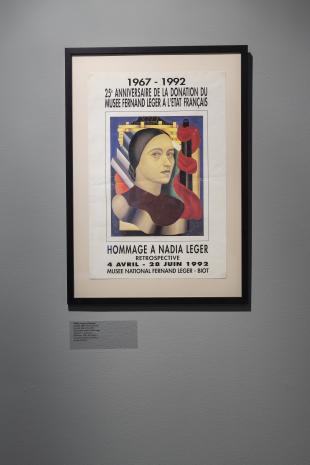 1967 - 1992
25e ANNIVERSAIRE DE LA DONATION DU
MUSEE FERNAND LEGER A L'ETAT FRANÇAIS
HOMMAGE A NADIA LEGER
RETROSPECTIVE
4 AVRIL - 28 JUIN 1992
MUSEE NATIONAL FERNAND LEGER - BIOT